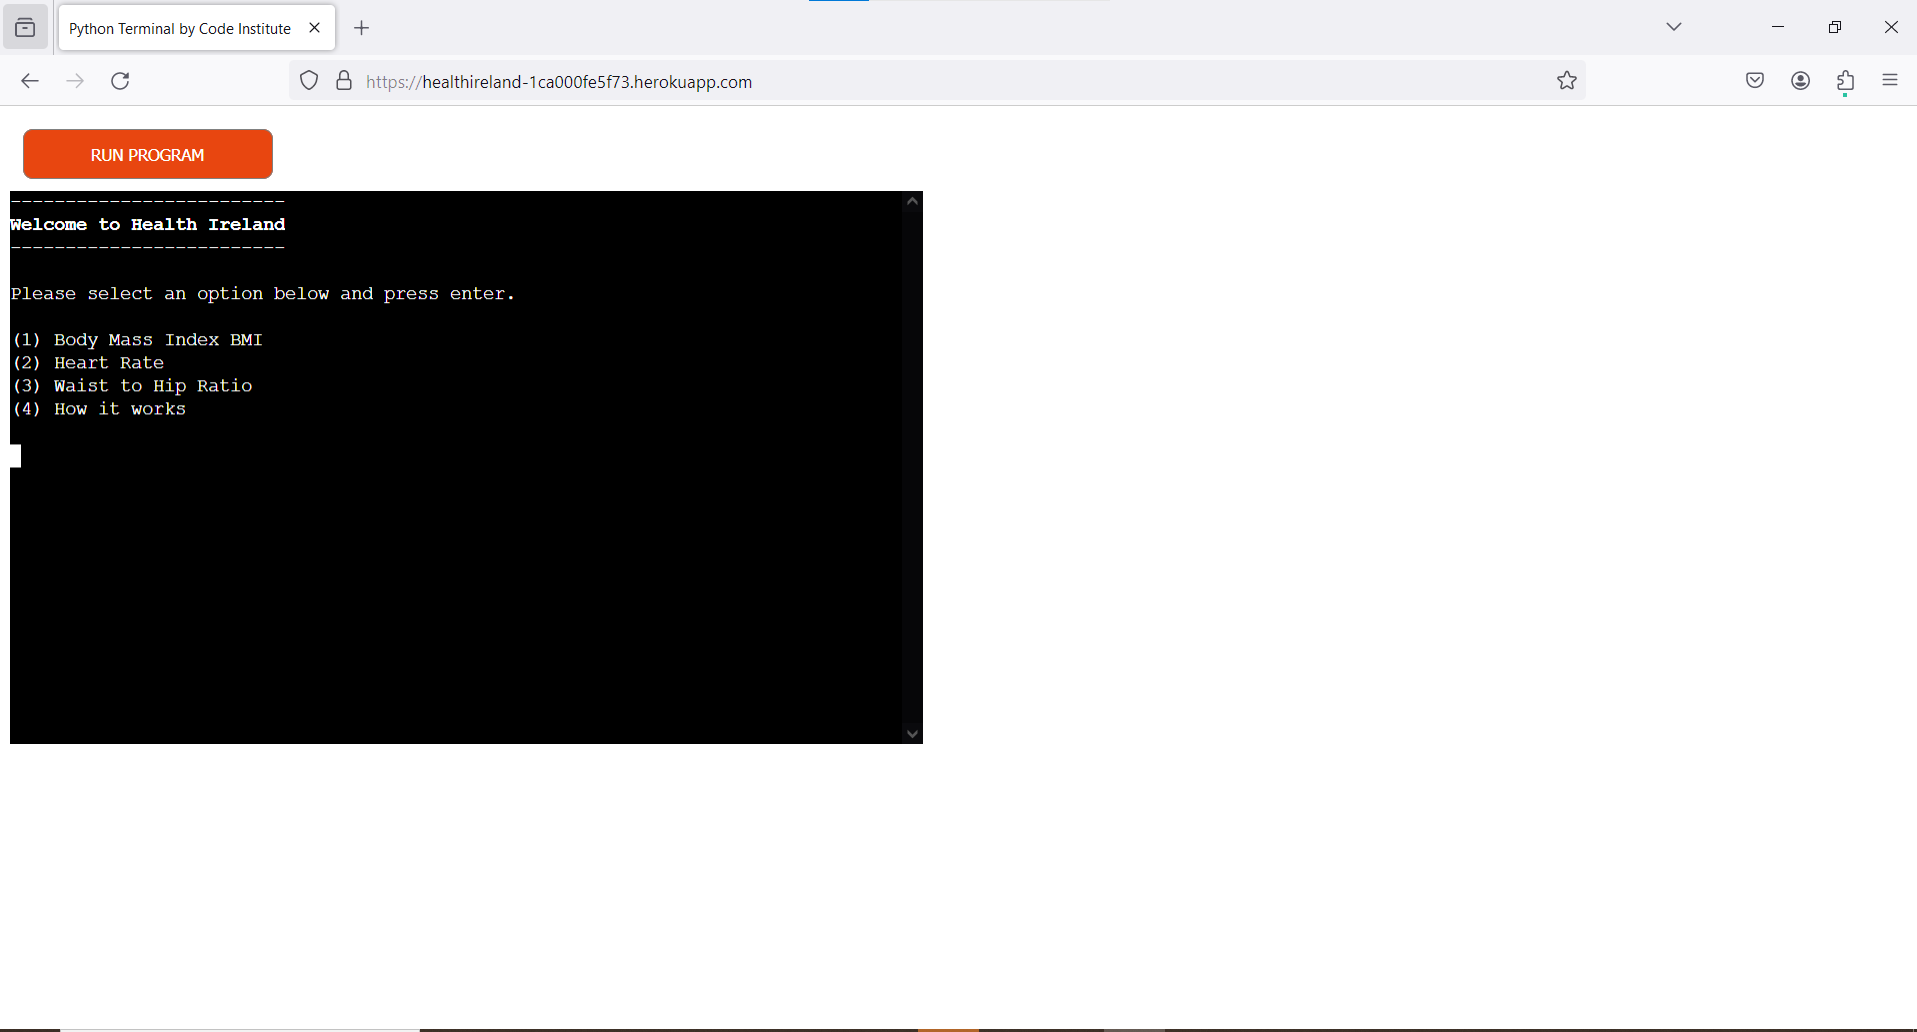 Python Terminal by Code Institute
https://healthireland-1ca000fe5f73.herokuapp.com
RUN PROGRAM
-------------------------
Welcome to Health Ireland
-------------------------
Please select an option below and press enter.
(1) Body Mass Index BMI
(2) Heart Rate
(3) Waist to Hip Ratio
(4) How it works